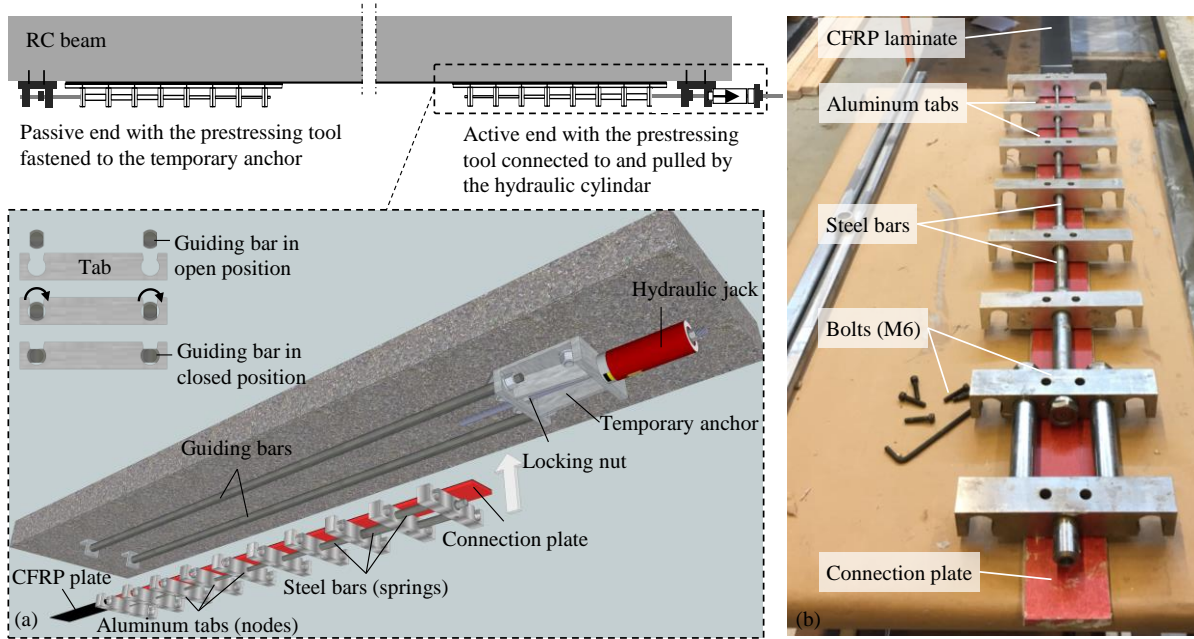 RC beam
Passive end with the prestressing tool
fastened to the temporary anchor
Active end with the prestressing
tool connected to and pulled by
the hydraulic cylindar
Guiding bar in
open position
Tab
Guiding bar in
closed position
Hydraulic jack
Temporary anchor
Locking nut
Guiding bars
Connection plate
Steel bars (springs)
CFRP plate
Aluminum tabs (nodes)
(a)
CFRP laminate
Aluminum tabs
Steel bars
Bolts (M6)
Connection plate
(b)